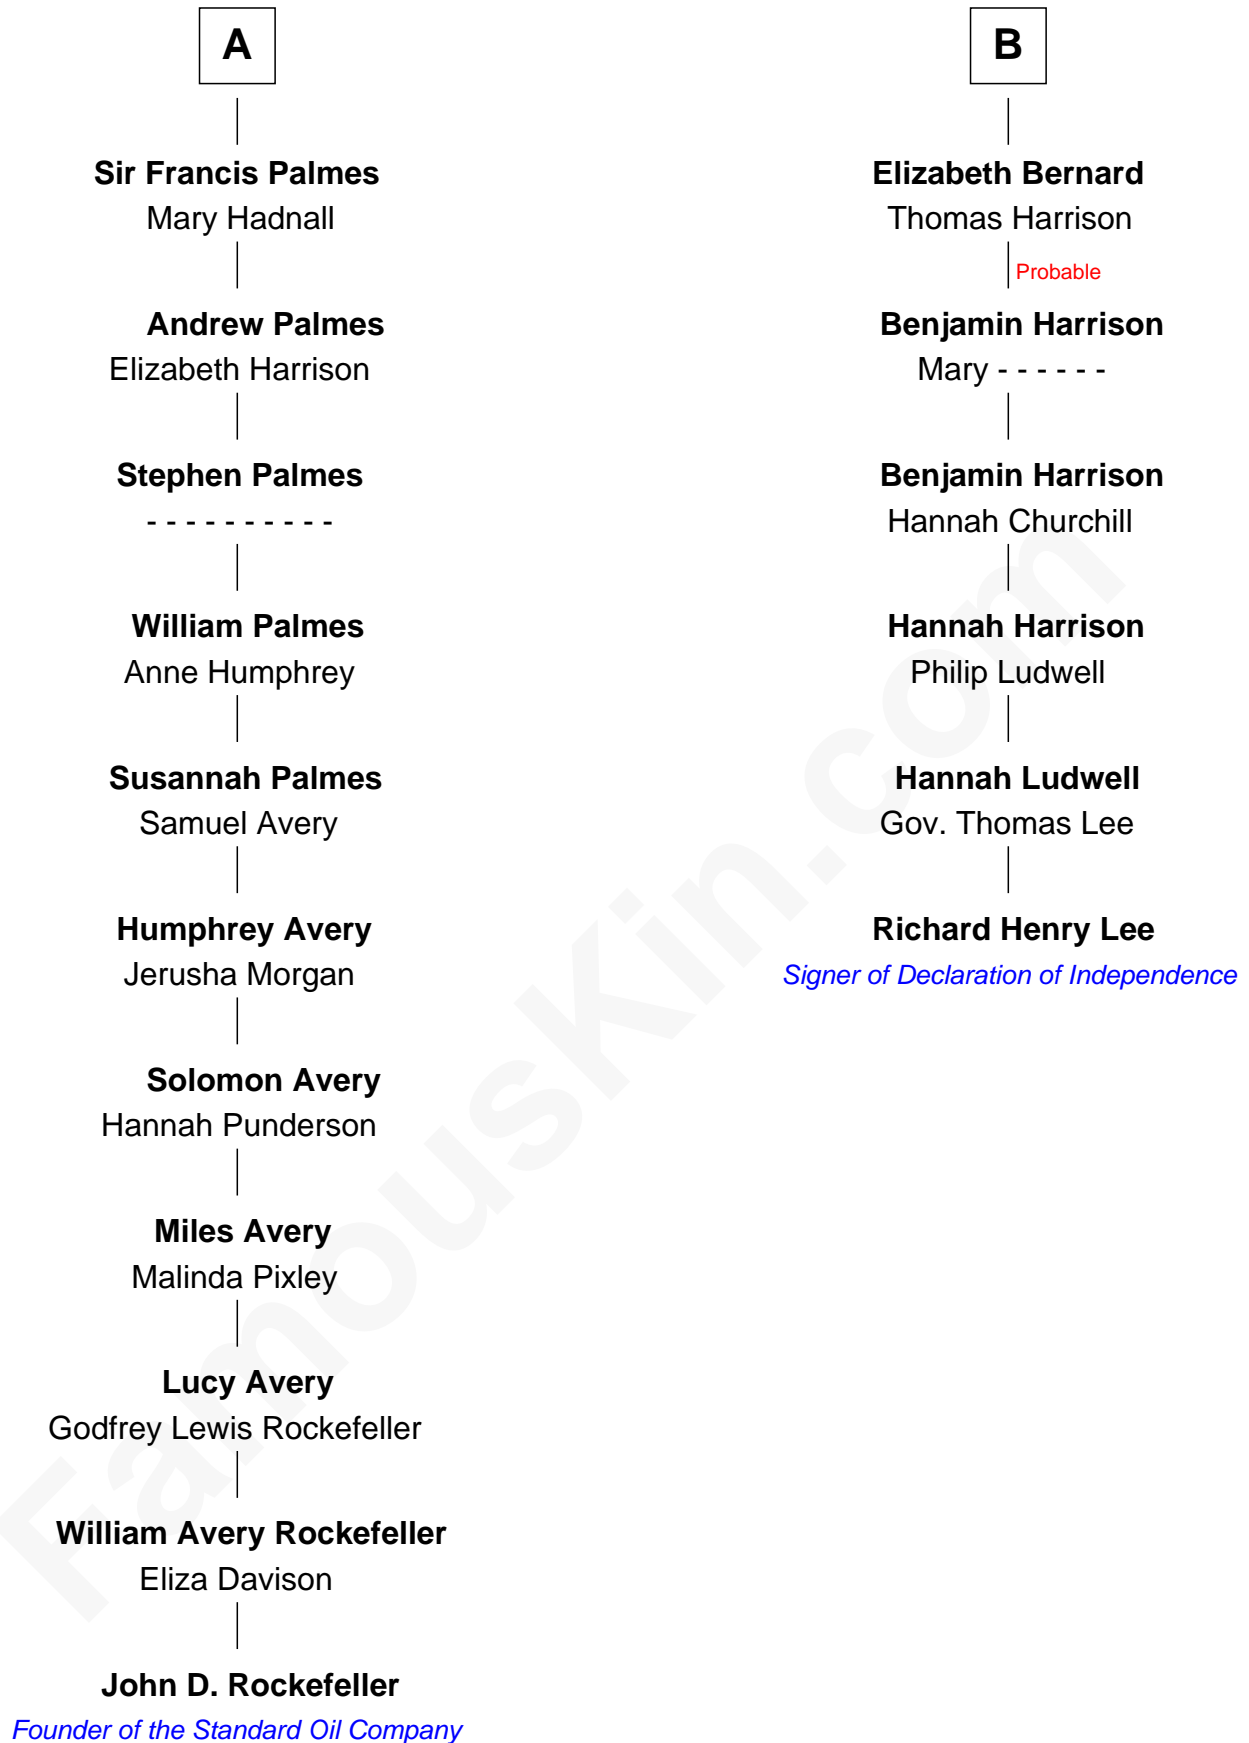 A
Sir Francis Palmes
Mary Hadnall
Andrew Palmes
Elizabeth Harrison
Stephen Palmes
- - - - - - - - - -
William Palmes
Anne Humphrey
Susannah Palmes
Samuel Avery
Humphrey Avery
Jerusha Morgan
Solomon Avery
Hannah Punderson
Miles Avery
Malinda Pixley
Lucy Avery
Godfrey Lewis Rockefeller
William Avery Rockefeller
Eliza Davison
John D. Rockefeller
Founder of the Standard Oil Company
B
Elizabeth Bernard
Thomas Harrison
Probable
Benjamin Harrison
Mary - - - - - -
Benjamin Harrison
Hannah Churchill
Hannah Harrison
Philip Ludwell
Hannah Ludwell
Gov. Thomas Lee
Richard Henry Lee
Signer of Declaration of Independence
FamousKin.com